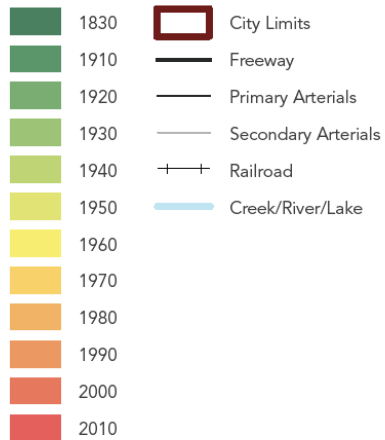 1830
1910
1920
1930
1940
1950
1960
1970
1980
1990
2000
2010
City Limits
Freeway
Primary Arterials
Secondary Arterials
Railroad
Creek/River/Lake